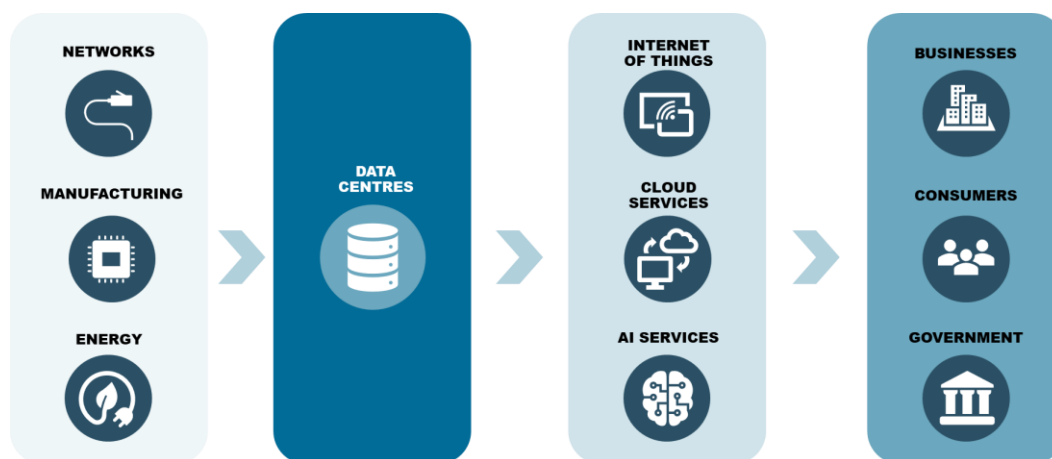 NETWORKS
MANUFACTURING
ENERGY
DATA
CENTRES
INTERNET
OF THINGS
CLOUD
SERVICES
AI SERVICES
BUSINESSES
CONSUMERS
GOVERNMENT